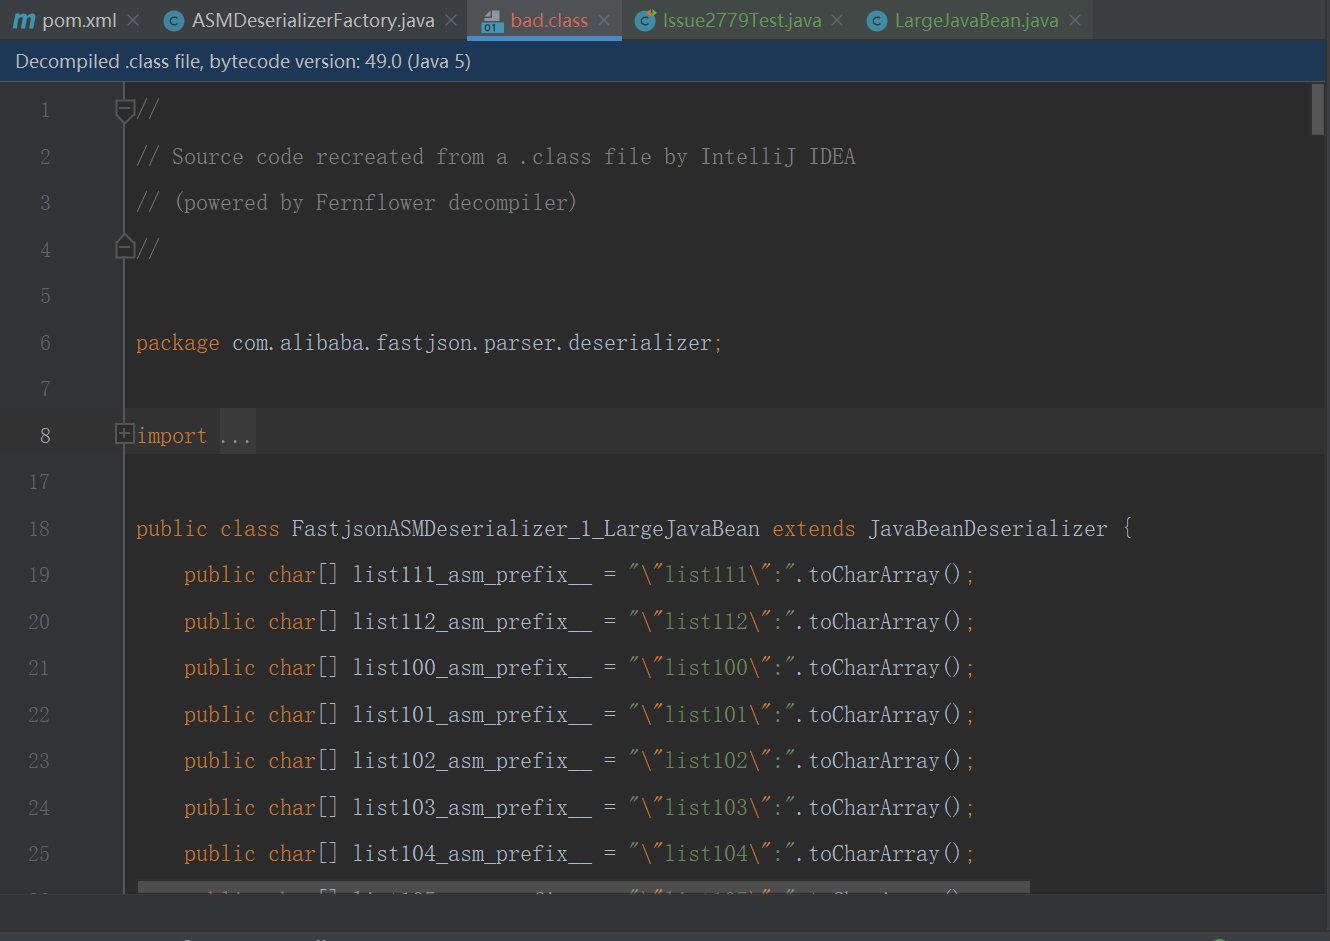 pom.xml
ASMDeserializerFactory.java
bad.class
Issue2779Test.java
LargeJavaBean.java
Decompiled .class file, bytecode version: 49.0 (Java 5)
1 //
2 // Source code recreated from a .class file by IntelliJ IDEA
3 // (powered by Fernflower decompiler)
4 //
5
6 package com.alibaba.fastjson.parser.deserializer;
7
8 import ...
17
18 public class FastjsonASMDeserializer_1_LargeJavaBean extends JavaBeanDeserializer {
19 public char[] list111_asm_prefix__ = "\"list111\":".toCharArray();
20 public char[] list112_asm_prefix__ = "\"list112\":".toCharArray();
21 public char[] list100_asm_prefix__ = "\"list100\":".toCharArray();
22 public char[] list101_asm_prefix__ = "\"list101\":".toCharArray();
23 public char[] list102_asm_prefix__ = "\"list102\":".toCharArray();
24 public char[] list103_asm_prefix__ = "\"list103\":".toCharArray();
25 public char[] list104_asm_prefix__ = "\"list104\":".toCharArray();